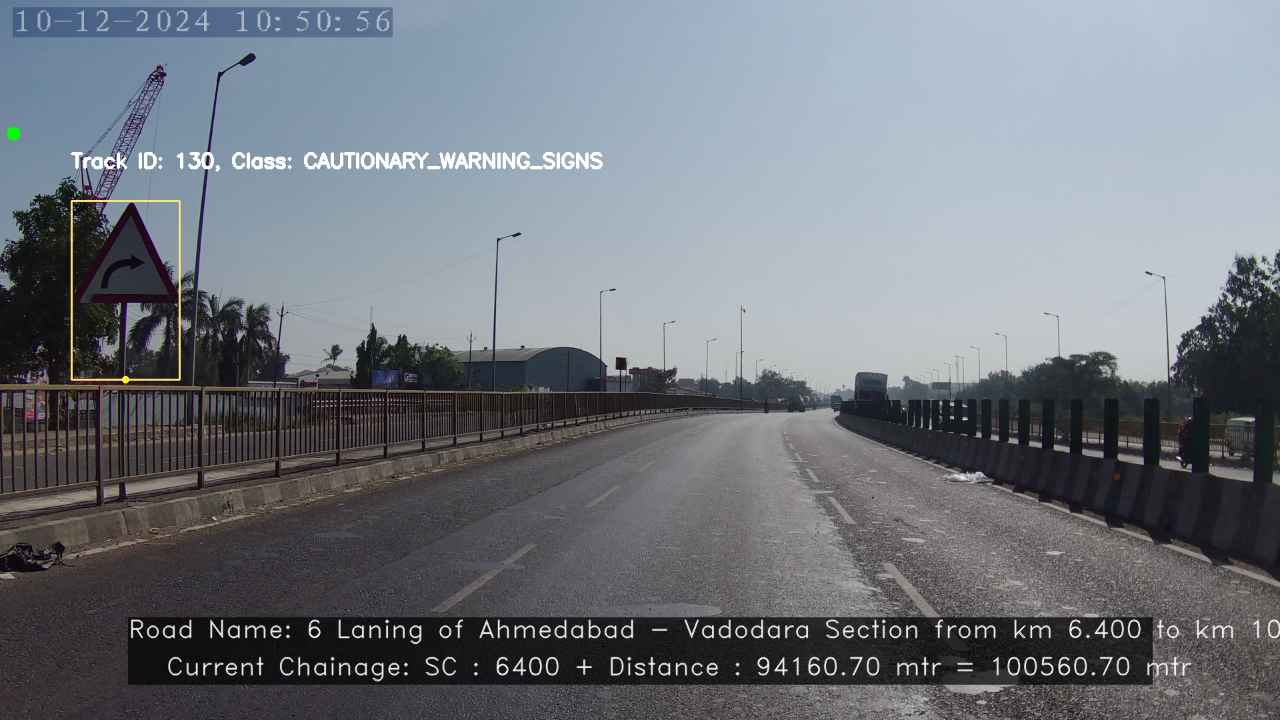 10-12-2024 10:50:56
Track ID: 130, Class: CAUTIONARY_WARNING_SIGNS
Road Name: 6 Laning of Ahmedabad - Vadodara Section from km 6.400 to km 10
Current Chainage: SC : 6400 + Distance : 94160.70 mtr = 100560.70 mtr